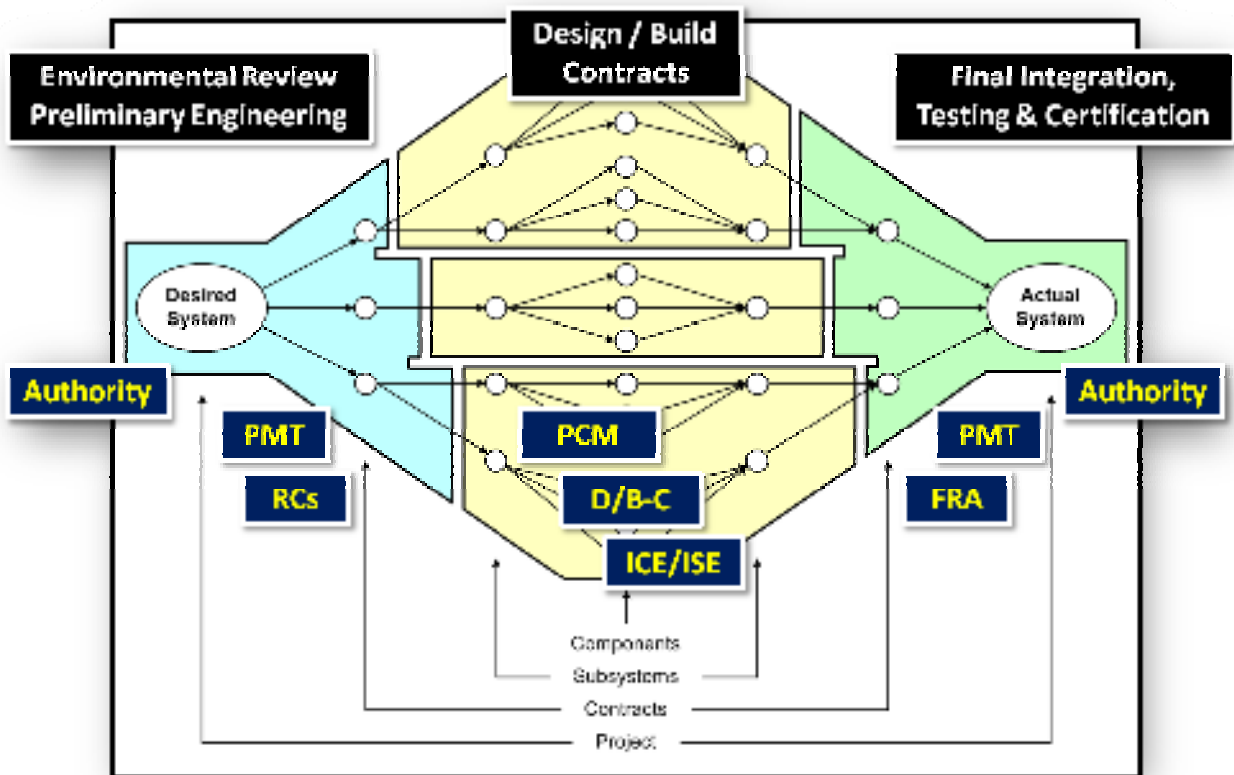 Design / Build
Contracts
Environmental Review
Preliminary Engineering
Final Integration,
Testing & Certification
Desired
System
Actual
System
Authority
Authority
PMT
PCM
PMT
RCs
D/B-C
FRA
ICE/ISE
Components
Subsystems
Contracts
Project